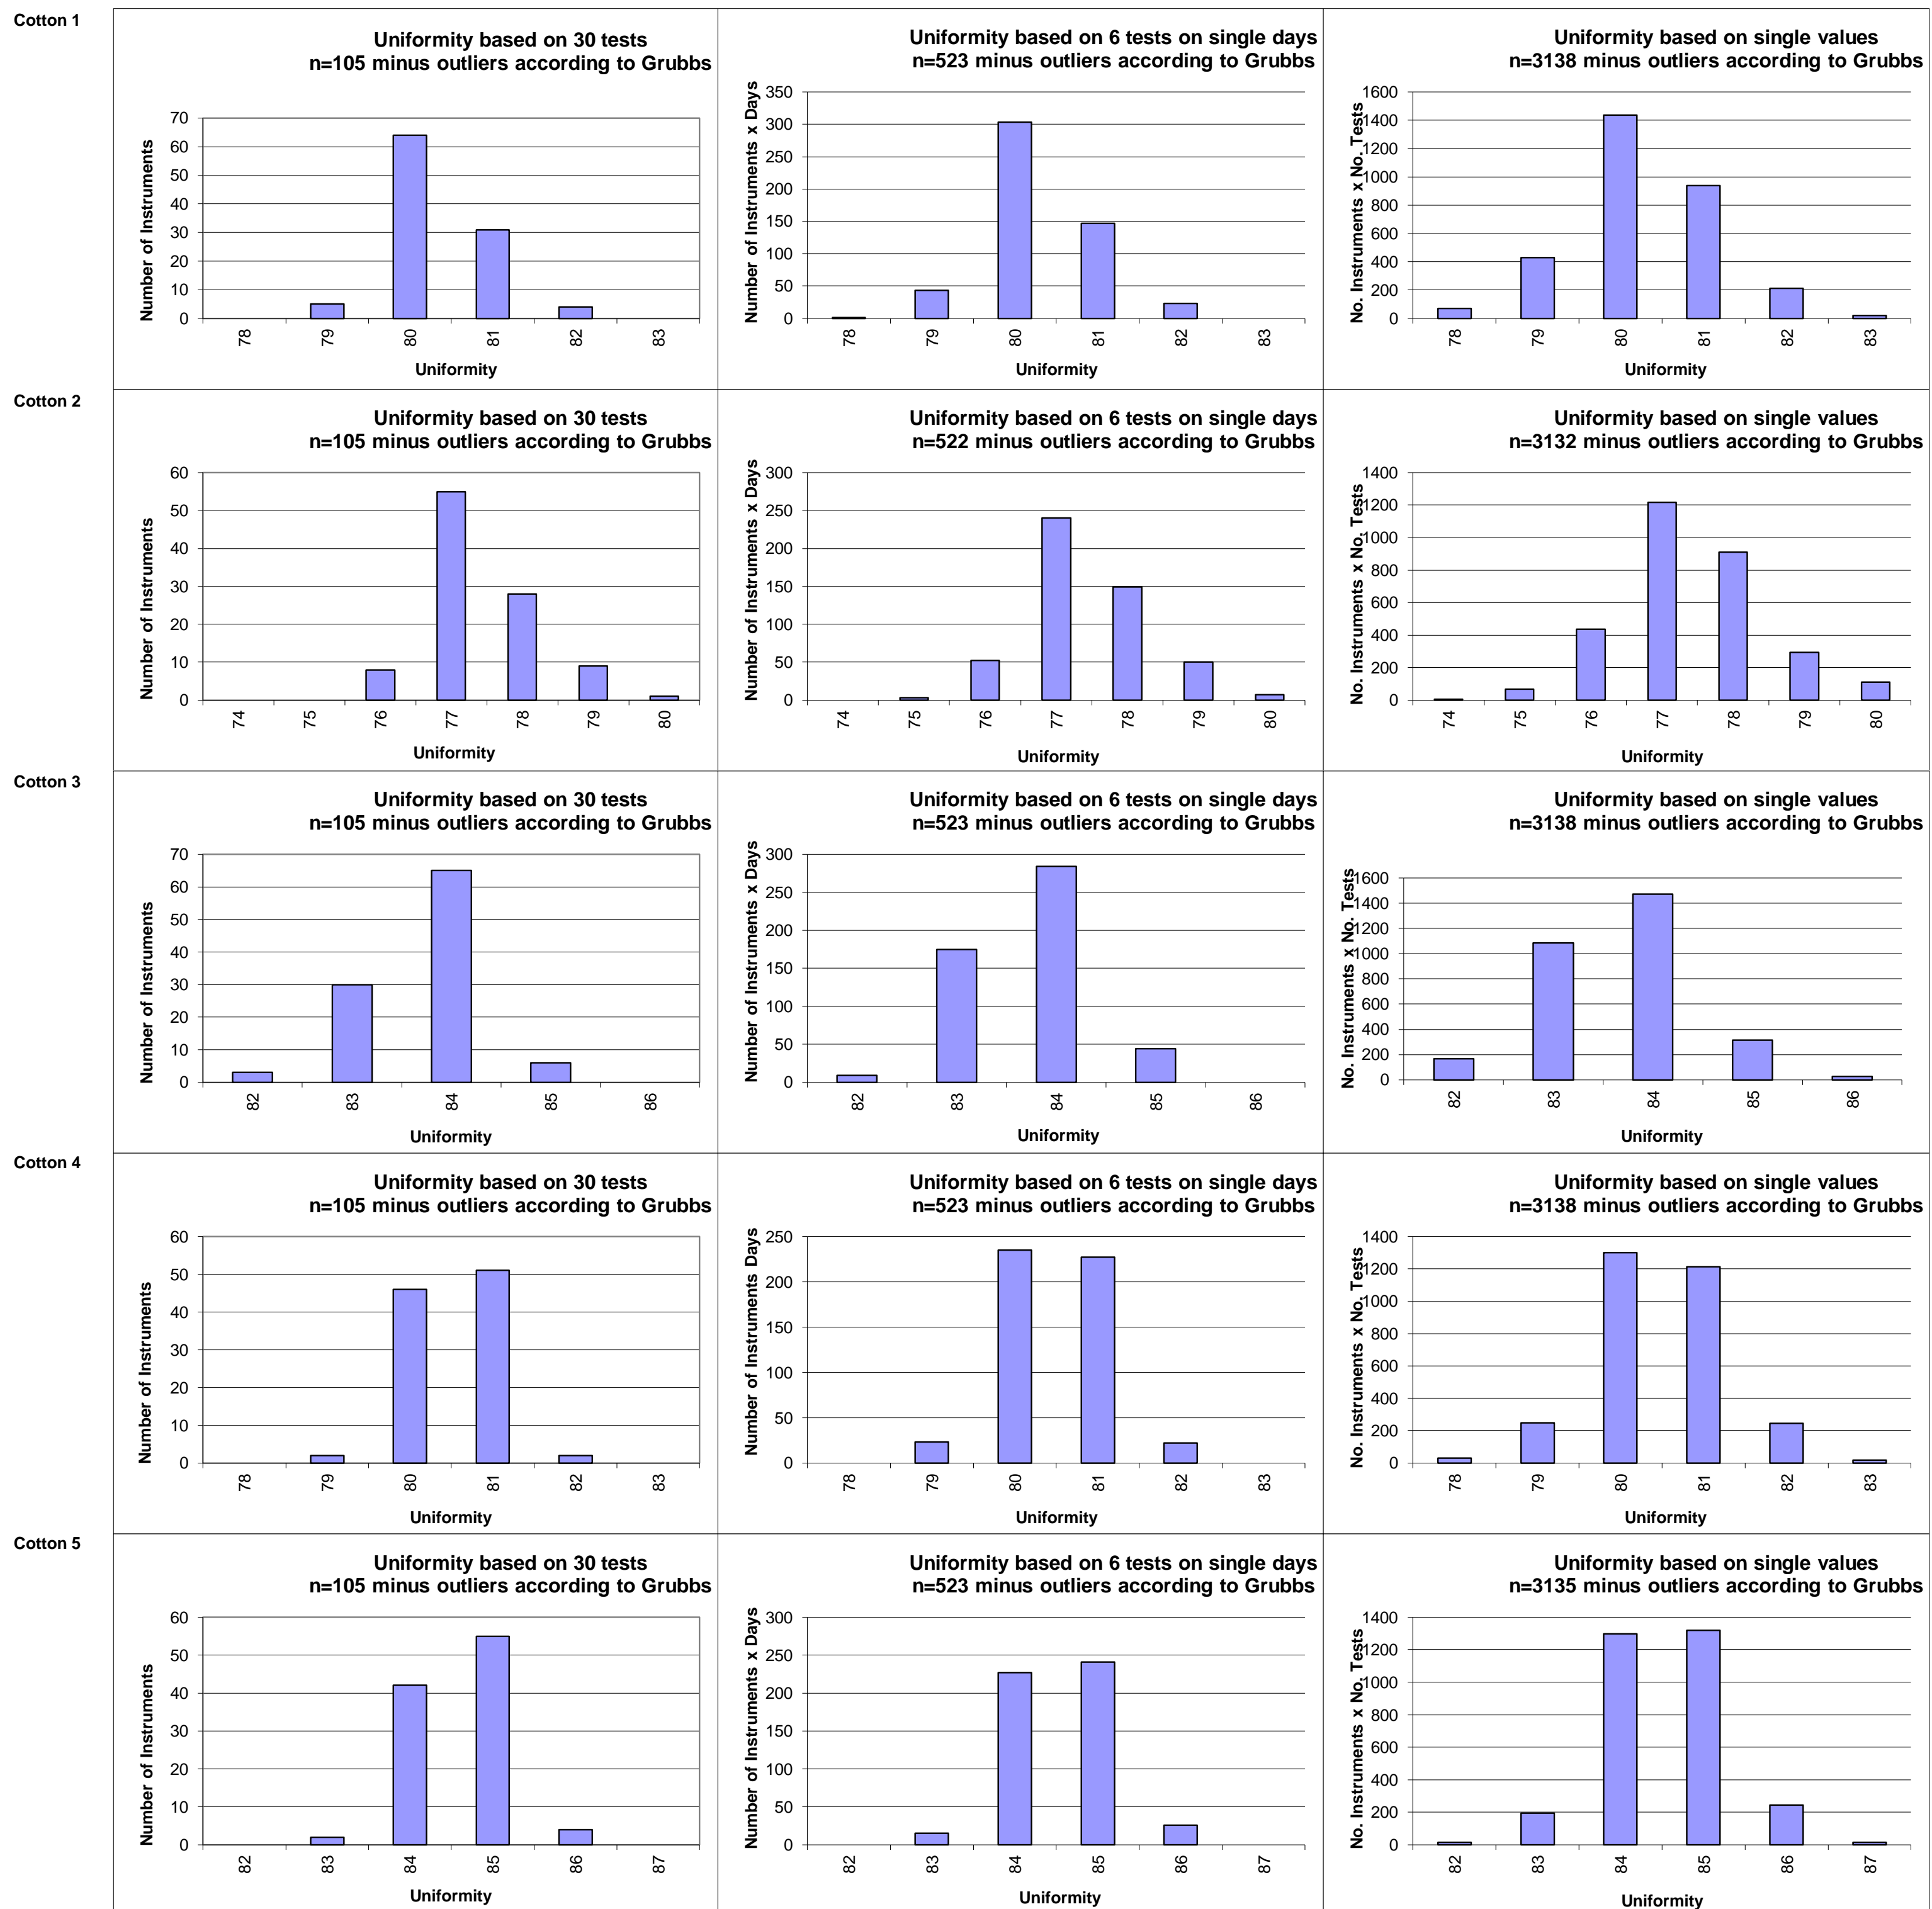 Cotton 1
Uniformity based on 30 tests
n=105 minus outliers according to Grubbs
Number of Instruments
70
60
50
40
30
20
10
0
78 79 80 81 82 83
Uniformity
Uniformity based on 6 tests on single days
n=523 minus outliers according to Grubbs
Number of Instruments x Days
350
300
250
200
150
100
50
0
78 79 80 81 82 83
Uniformity
Uniformity based on single values
n=3138 minus outliers according to Grubbs
No. Instruments x No. Tests
1600
1400
1200
1000
800
600
400
200
0
78 79 80 81 82 83
Uniformity
Cotton 2
Uniformity based on 30 tests
n=105 minus outliers according to Grubbs
Number of Instruments
60
50
40
30
20
10
0
74 75 76 77 78 79 80
Uniformity
Uniformity based on 6 tests on single days
n=522 minus outliers according to Grubbs
Number of Instruments x Days
300
250
200
150
100
50
0
74 75 76 77 78 79 80
Uniformity
Uniformity based on single values
n=3132 minus outliers according to Grubbs
No. Instruments x No. Tests
1400
1200
1000
800
600
400
200
0
74 75 76 77 78 79 80
Uniformity
Cotton 3
Uniformity based on 30 tests
n=105 minus outliers according to Grubbs
Number of Instruments
70
60
50
40
30
20
10
0
82 83 84 85 86
Uniformity
Uniformity based on 6 tests on single days
n=523 minus outliers according to Grubbs
Number of Instruments x Days
300
250
200
150
100
50
0
82 83 84 85 86
Uniformity
Uniformity based on single values
n=3138 minus outliers according to Grubbs
No. Instruments x No. Tests
1600
1400
1200
1000
800
600
400
200
0
82 83 84 85 86
Uniformity
Cotton 4
Uniformity based on 30 tests
n=105 minus outliers according to Grubbs
Number of Instruments
60
50
40
30
20
10
0
78 79 80 81 82 83
Uniformity
Uniformity based on 6 tests on single days
n=523 minus outliers according to Grubbs
Number of Instruments Days
250
200
150
100
50
0
78 79 80 81 82 83
Uniformity
Uniformity based on single values
n=3138 minus outliers according to Grubbs
No. Instruments x No. Tests
1400
1200
1000
800
600
400
200
0
78 79 80 81 82 83
Uniformity
Cotton 5
Uniformity based on 30 tests
n=105 minus outliers according to Grubbs
Number of Instruments
60
50
40
30
20
10
0
82 83 84 85 86 87
Uniformity
Uniformity based on 6 tests on single days
n=523 minus outliers according to Grubbs
Number of Instruments x Days
300
250
200
150
100
50
0
82 83 84 85 86 87
Uniformity
Uniformity based on single values
n=3135 minus outliers according to Grubbs
No. Instruments x No. Tests
1400
1200
1000
800
600
400
200
0
82 83 84 85 86 87
Uniformity